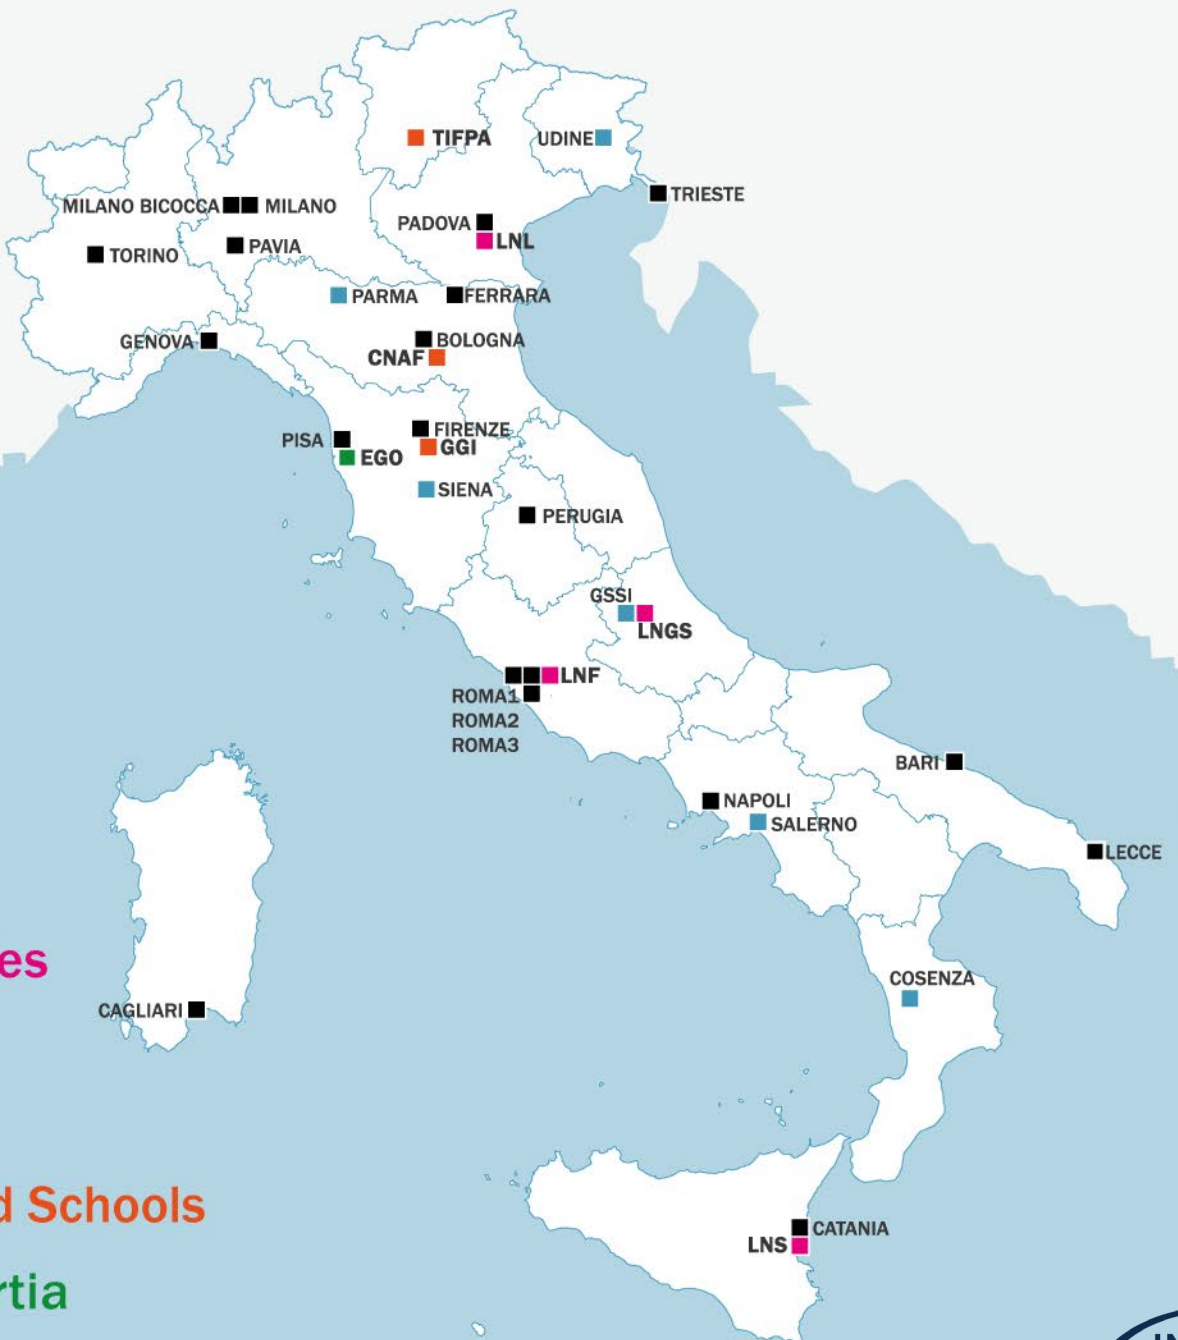 TIFPA
UDINE
TRIESTE
MILANO BICOCCA
MILANO
PADOVA
LNL
PAVIA
TORINO
PARMA
FERRARA
GENOVA
BOLOGNA
CNAF
FIRENZE
PISA
GGI
EGO
SIENA
PERUGIA
GSSI
LNGS
LNF
ROMA1
ROMA2
ROMA3
BARI
NAPOLI
SALERNO
LECCE
es
COSENZA
CAGLIARI
d Schools
CATANIA
LNS
rtia